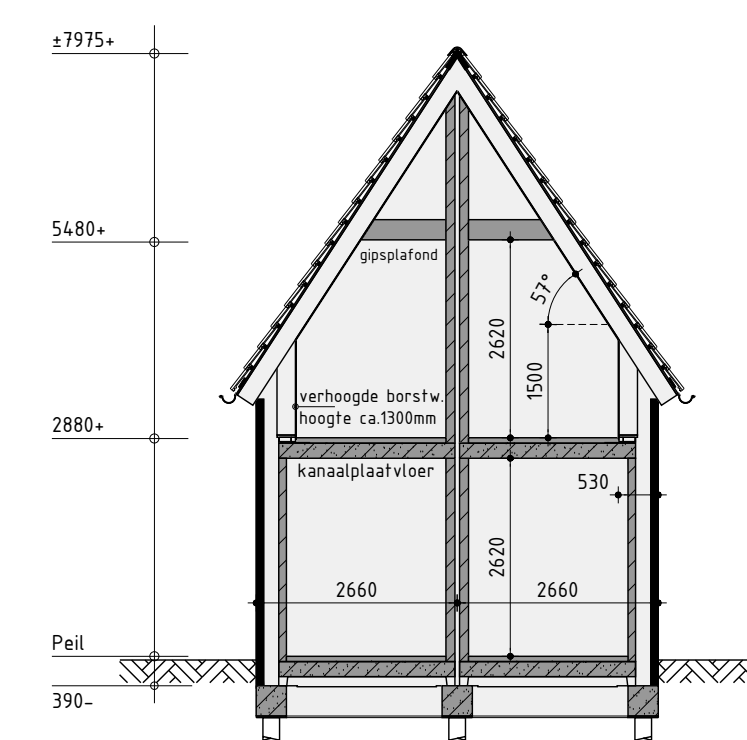 ±7975+
5480+
gipsplafond
57°
2620
1500
verhoogde borstw.
hoogte ca.1300mm
2880+
kanaalplaatvloer
530
2620
2660
2660
Peil
390-